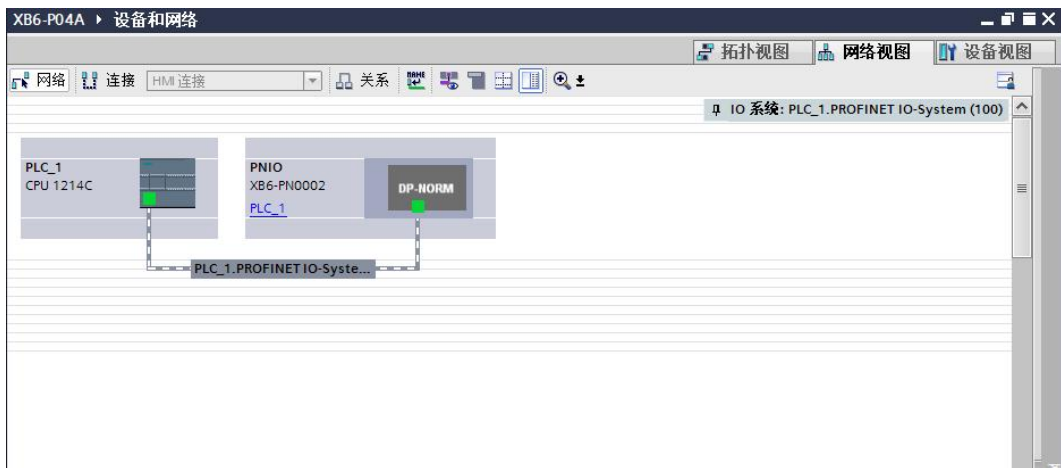 XB6-P04A ▸ 设备和网络
拓扑视图 网络视图 设备视图
网络 连接 HMI 连接 关系 NAME
IO 系统: PLC_1.PROFINET IO-System (100)
PLC_1
CPU 1214C
PNIO
XB6-PN0002
PLC_1
DP-NORM
PLC_1.PROFINET IO-Syste...